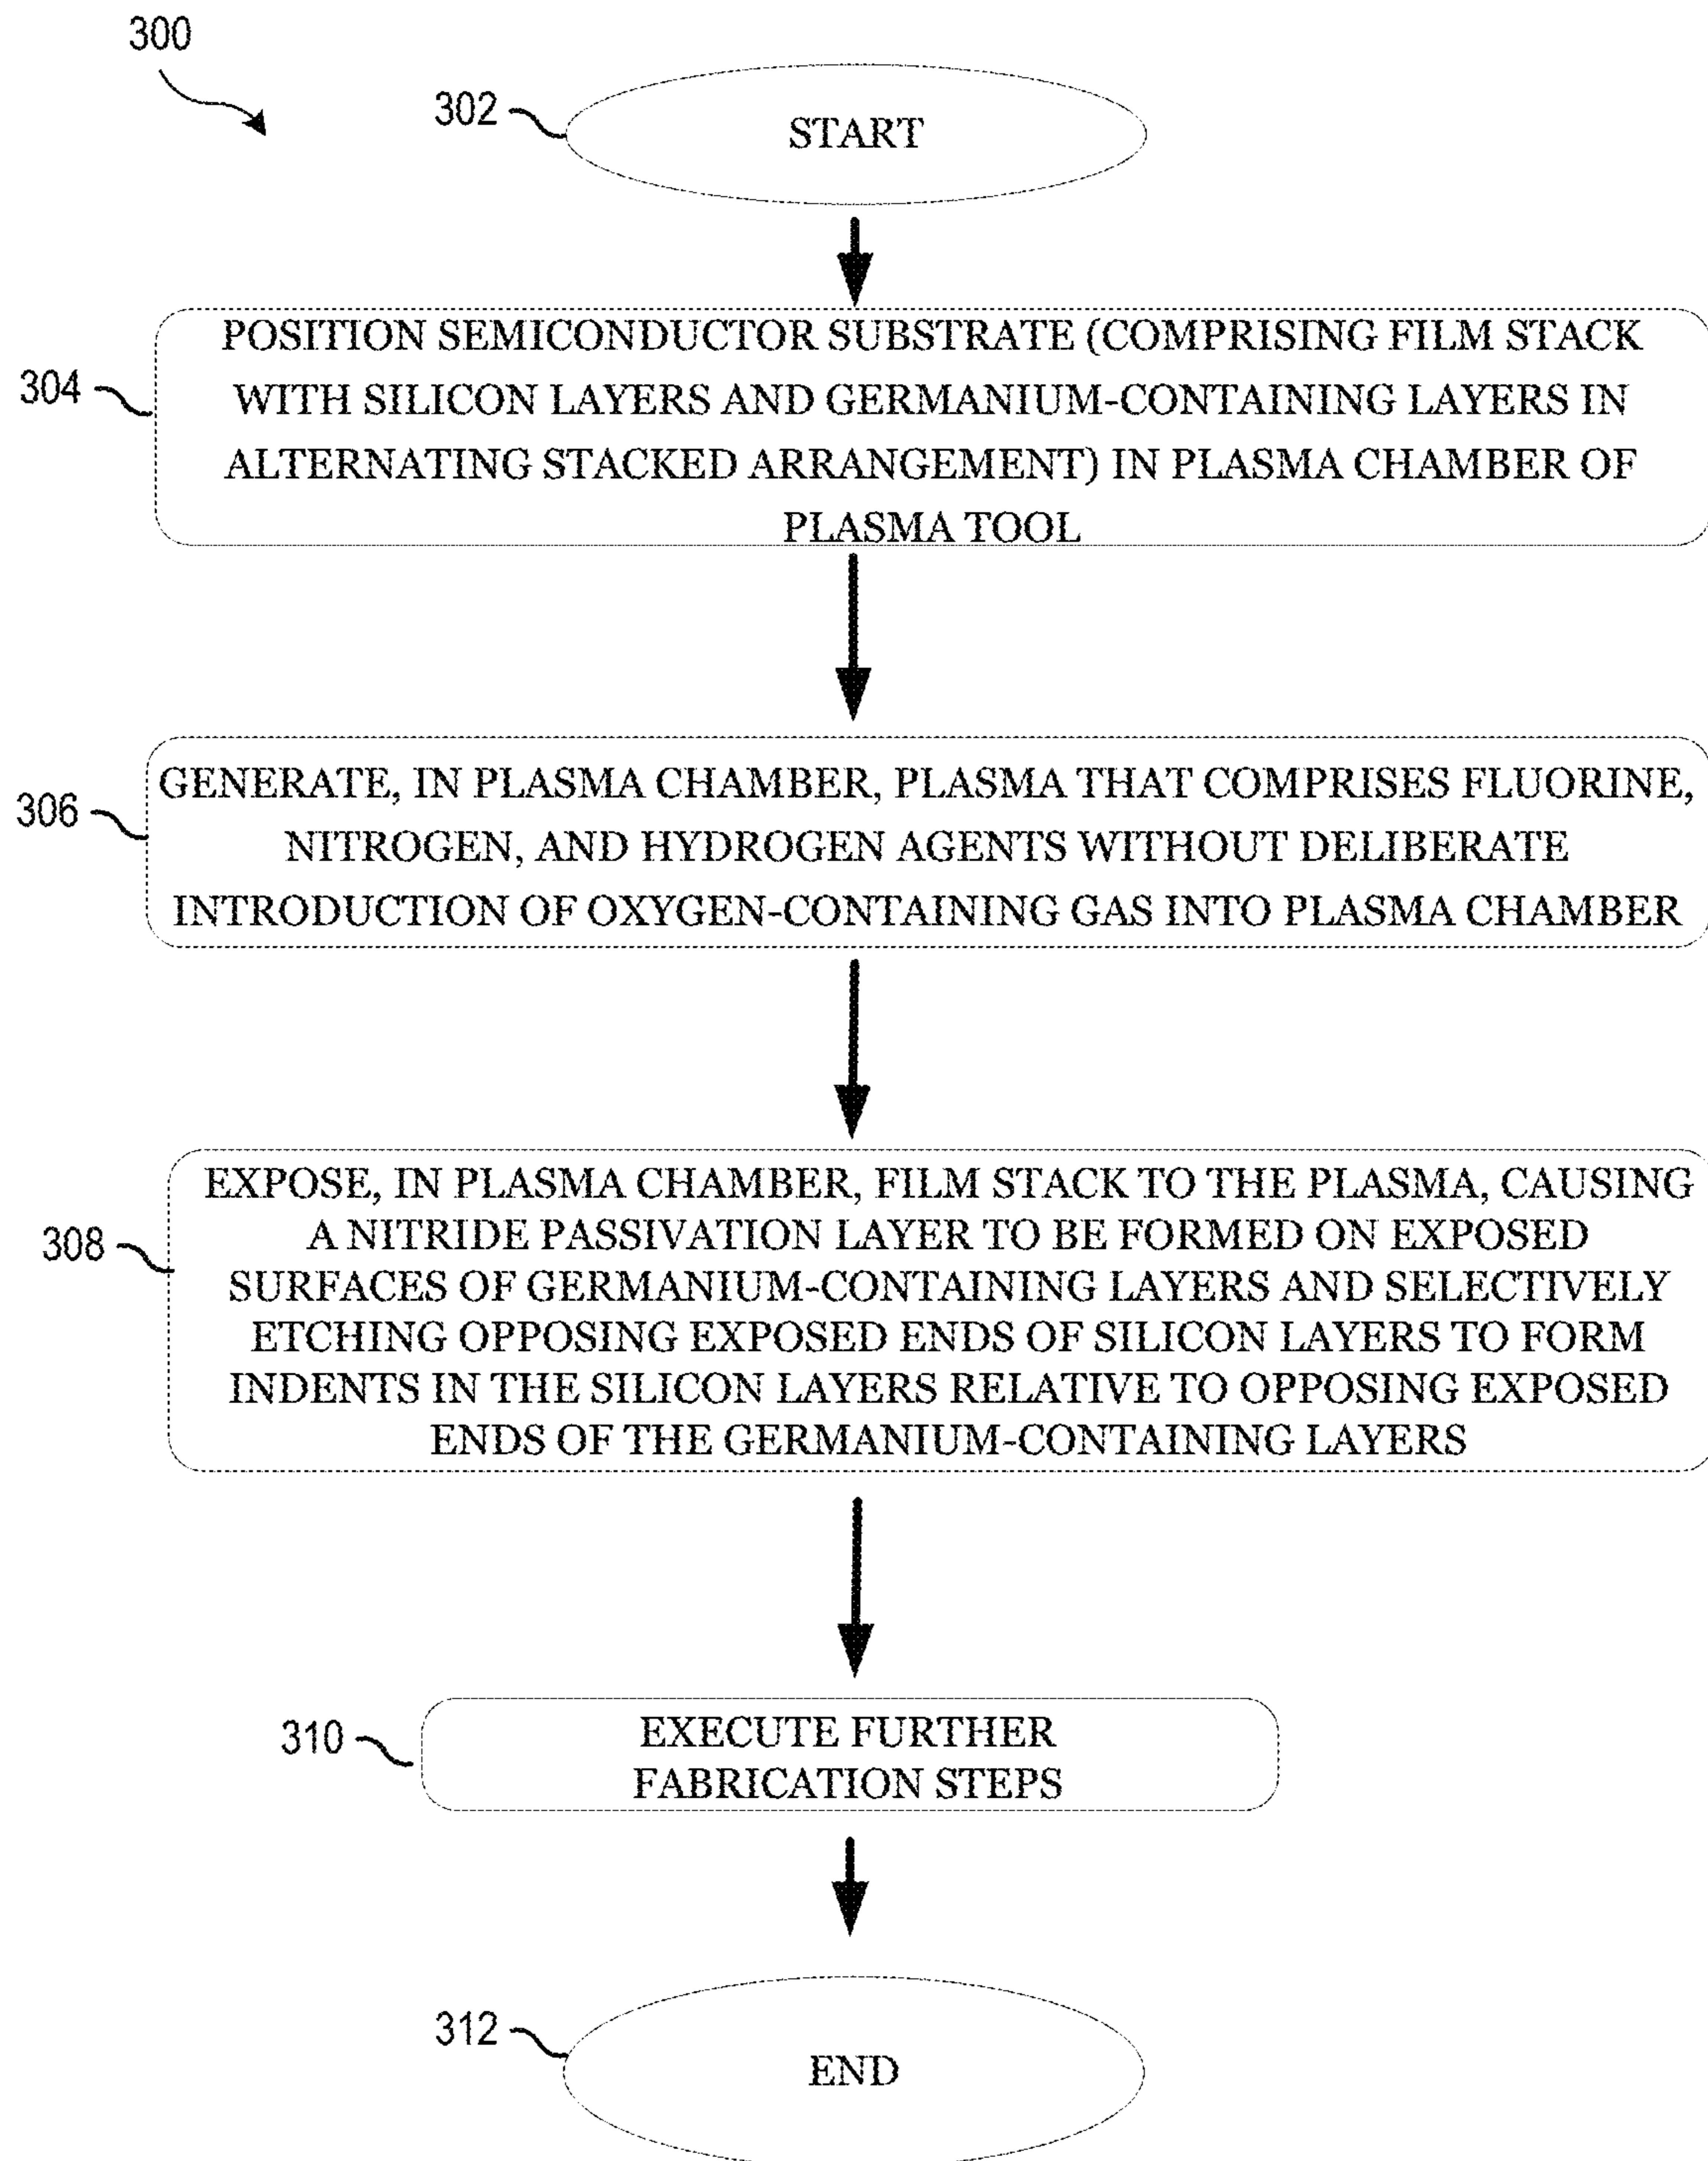 300
302
START
304
POSITION SEMICONDUCTOR SUBSTRATE (COMPRISING FILM STACK
WITH SILICON LAYERS AND GERMANIUM-CONTAINING LAYERS IN
ALTERNATING STACKED ARRANGEMENT) IN PLASMA CHAMBER OF
PLASMA TOOL
306
GENERATE, IN PLASMA CHAMBER, PLASMA THAT COMPRISES FLUORINE,
NITROGEN, AND HYDROGEN AGENTS WITHOUT DELIBERATE
INTRODUCTION OF OXYGEN-CONTAINING GAS INTO PLASMA CHAMBER
308
EXPOSE, IN PLASMA CHAMBER, FILM STACK TO THE PLASMA, CAUSING
A NITRIDE PASSIVATION LAYER TO BE FORMED ON EXPOSED
SURFACES OF GERMANIUM-CONTAINING LAYERS AND SELECTIVELY
ETCHING OPPOSING EXPOSED ENDS OF SILICON LAYERS TO FORM
INDENTS IN THE SILICON LAYERS RELATIVE TO OPPOSING EXPOSED
ENDS OF THE GERMANIUM-CONTAINING LAYERS
310
EXECUTE FURTHER
FABRICATION STEPS
312
END